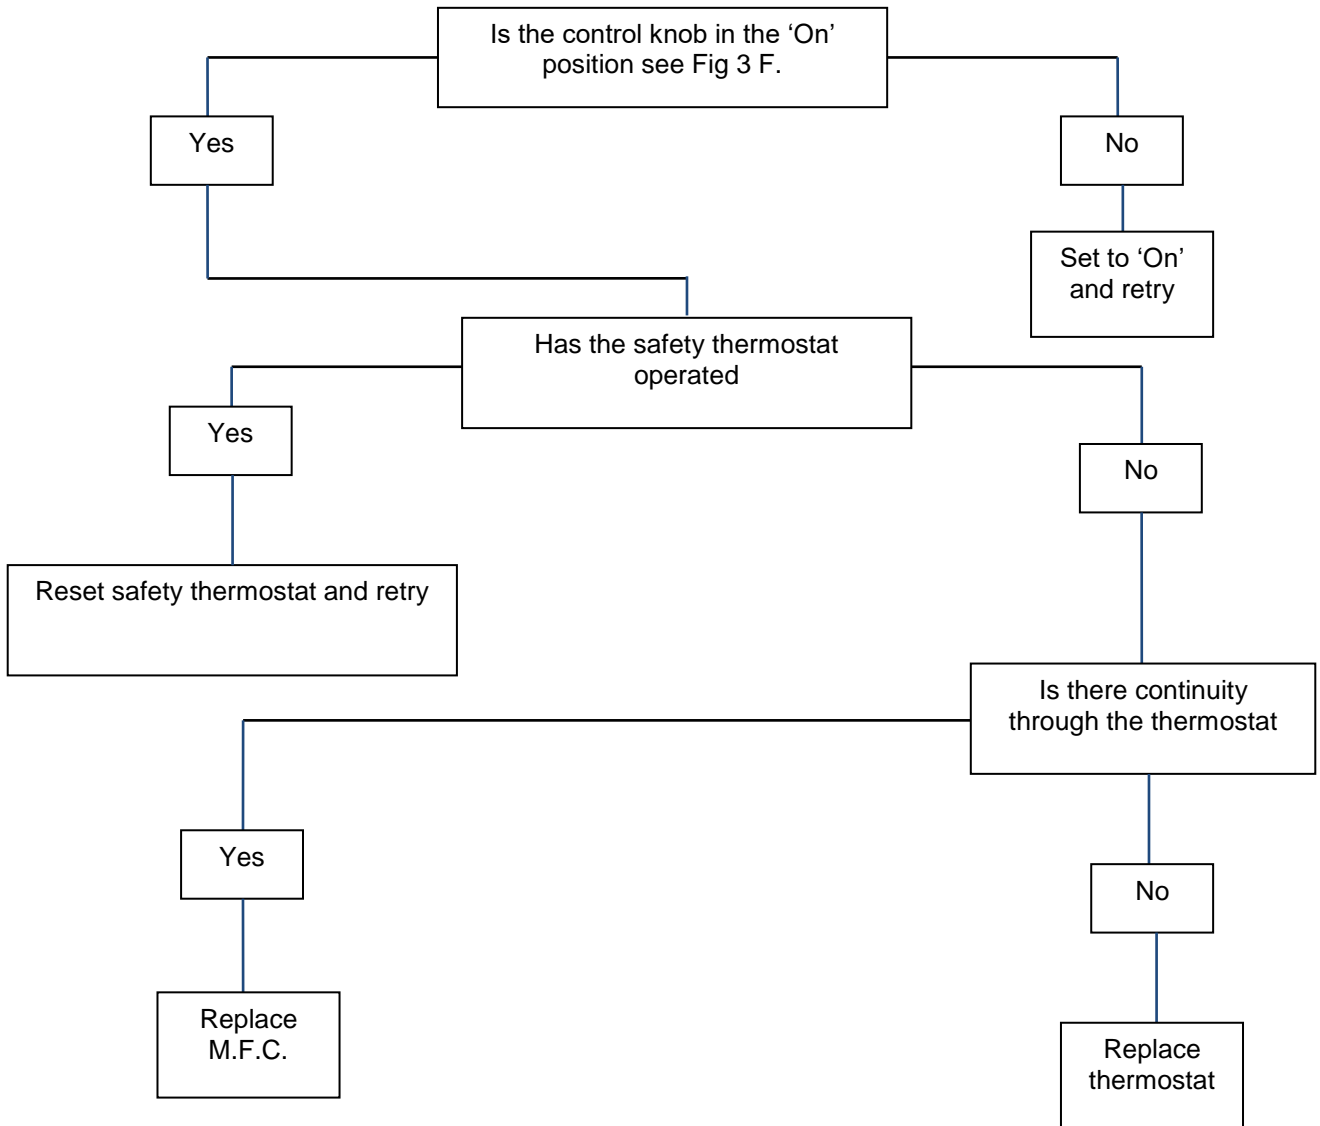 Is the control knob in the ‘On’
position see Fig 3 F.
Yes
No
Set to ‘On’
and retry
Has the safety thermostat
operated
Yes
No
Reset safety thermostat and retry
Is there continuity
through the thermostat
Yes
No
Replace
M.F.C.
Replace
thermostat